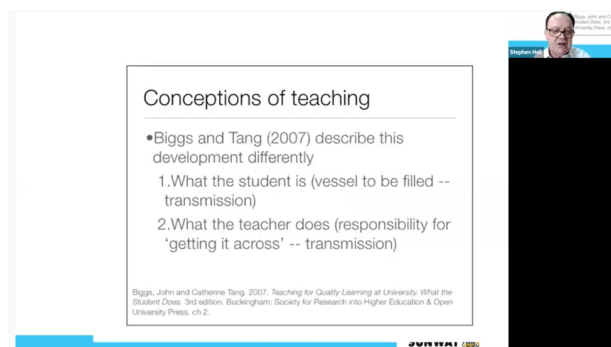 Conceptions of teaching
•Biggs and Tang (2007) describe this
development differently
1.What the student is (vessel to be filled --
transmission)
2.What the teacher does (responsibility for
'getting it across' -- transmission)
Biggs, John and Catherine Tang. 2007. Teaching for Quality Learning at University. What the
Student Does. 3rd edition. Buckingham: Society for Research into Higher Education & Open
University Press. ch 2.
Stephen
SUNWAY